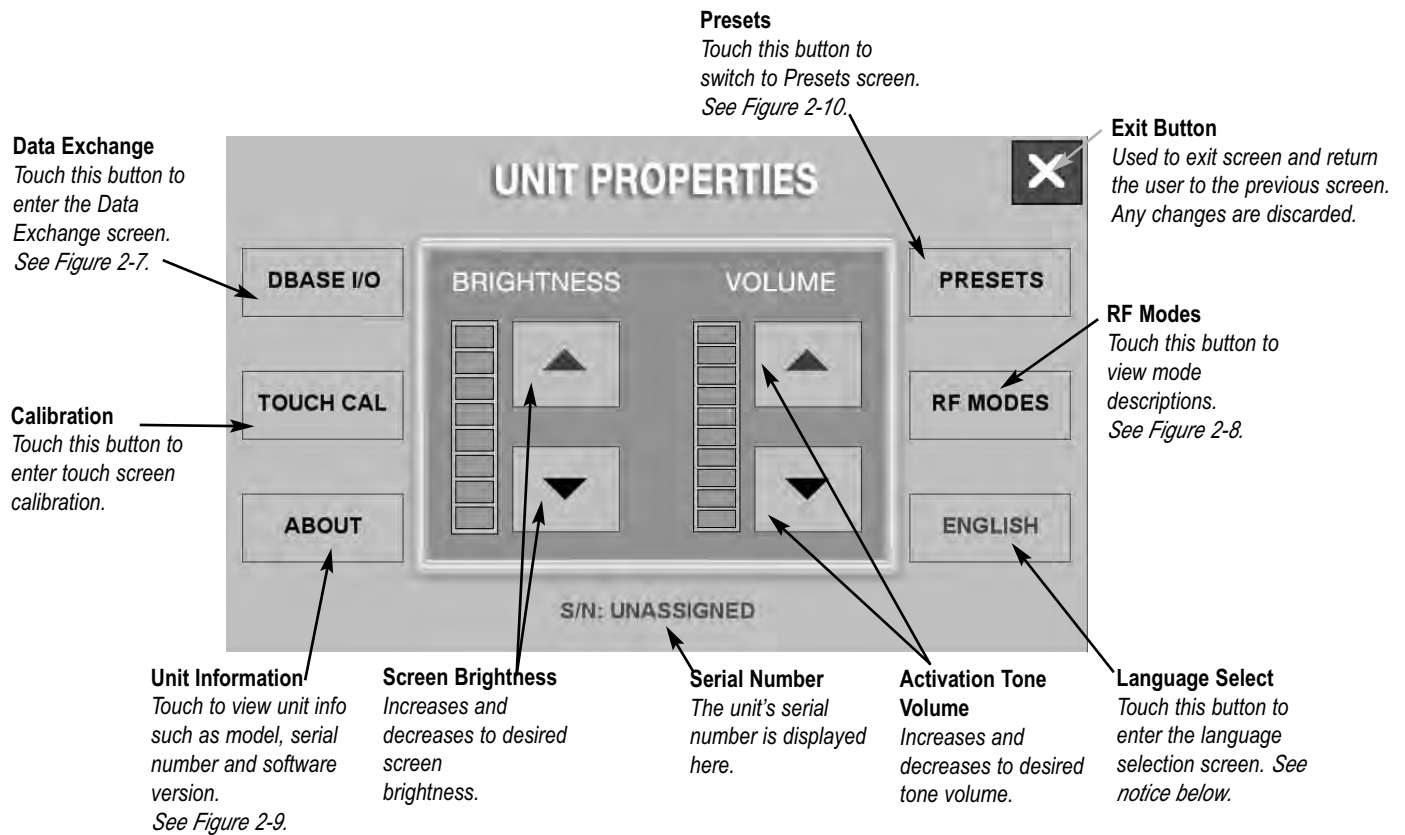 Presets
Touch this button to
switch to Presets screen.
See Figure 2-10.
Exit Button
Used to exit screen and return
the user to the previous screen.
Any changes are discarded.
Data Exchange
Touch this button to
enter the Data
Exchange screen.
See Figure 2-7.
UNIT PROPERTIES
DBASE I/O
BRIGHTNESS
VOLUME
PRESETS
RF Modes
Touch this button to
view mode
descriptions.
See Figure 2-8.
TOUCH CAL
RF MODES
Calibration
Touch this button to
enter touch screen
calibration.
ABOUT
ENGLISH
S/N: UNASSIGNED
Unit Information
Touch to view unit info
such as model, serial
number and software
version.
See Figure 2-9.
Screen Brightness
Increases and
decreases to desired
screen
brightness.
Serial Number
The unit's serial
number is displayed
here.
Activation Tone
Volume
Increases and
decreases to desired
tone volume.
Language Select
Touch this button to
enter the language
selection screen. See
notice below.